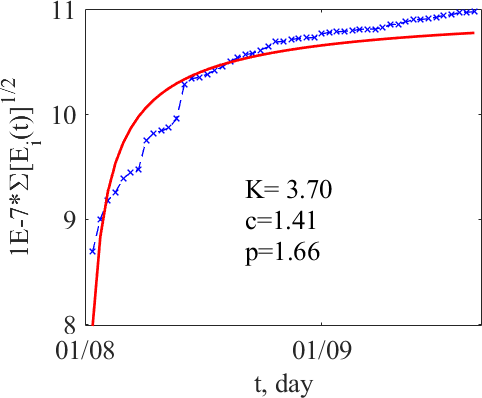 11
10
9
8
1E-7*Σ[E_i(t)]^1/2
K= 3.70
c=1.41
p=1.66
01/08 01/09
t, day